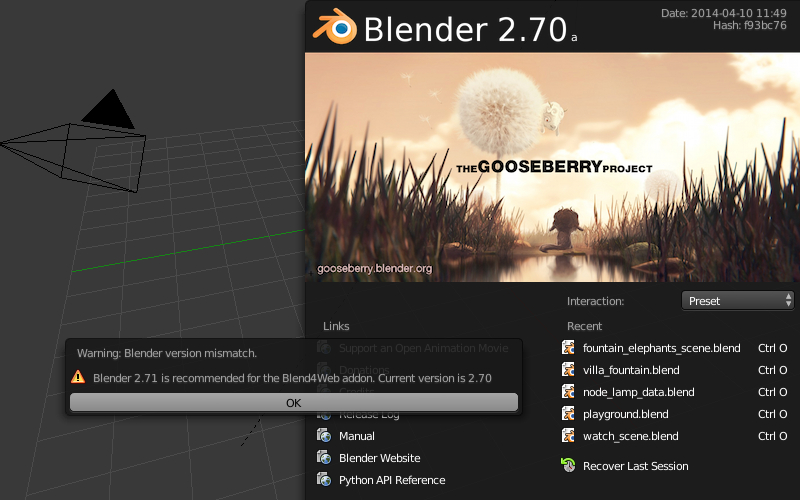 Blender 2.70 a
Date: 2014-04-10 11:49
Hash: f93bc76
THE GOOSEBERRY PROJECT
gooseberry.blender.org
Interaction:
Preset
Links
Support an Open Animation Movie
Donations
Credits
Release Log
Manual
Blender Website
Python API Reference
Recent
fountain_elephants_scene.blend Ctrl O
villa_fountain.blend Ctrl O
node_lamp_data.blend Ctrl O
playground.blend Ctrl O
watch_scene.blend Ctrl O
Recover Last Session
Warning: Blender version mismatch.
Blender 2.71 is recommended for the Blend4Web addon. Current version is 2.70
OK